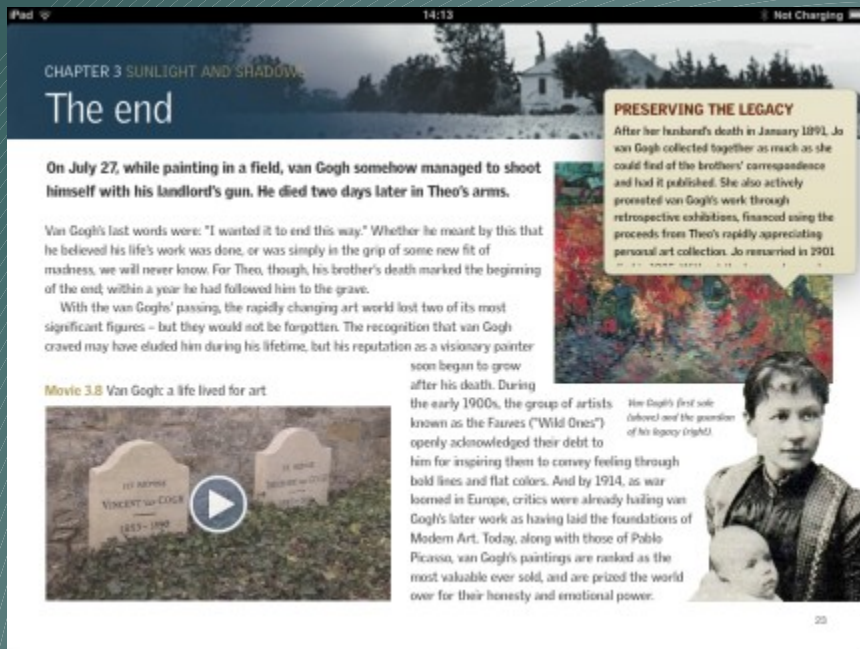 iPad
14:13
Not Charging
CHAPTER 3 SUNLIGHT AND SHADOWS
The end
On July 27, while painting in a field, van Gogh somehow managed to shoot
himself with his landlord's gun. He died two days later in Theo's arms.
Van Gogh's last words were: "I wanted it to end this way." Whether he meant by this that
he believed his life's work was done, or was simply in the grip of some new fit of
madness, we will never know. For Theo, though, his brother's death marked the beginning
of the end; within a year he had followed him to the grave.
With the van Goghs' passing, the rapidly changing art world lost two of its most
significant figures – but they would not be forgotten. The recognition that van Gogh
craved may have eluded him during his lifetime, but his reputation as a visionary painter
soon began to grow
after his death. During
the early 1900s, the group of artists
known as the Fauves ("Wild Ones")
openly acknowledged their debt to
him for inspiring them to convey feeling through
bold lines and flat colors. And by 1914, as war
loomed in Europe, critics were already hailing van
Gogh's later work as having laid the foundations of
Modern Art. Today, along with those of Pablo
Picasso, van Gogh's paintings are ranked as the
most valuable ever sold, and are prized the world
over for their honesty and emotional power.
PRESERVING THE LEGACY
After her husband's death in January 1891, Jo
van Gogh collected together as much as she
could find of the brothers' correspondence
and had it published. She also actively
promoted van Gogh's work through
retrospective exhibitions, financed using the
proceeds from Theo's rapidly appreciating
personal art collection. Jo remarried in 1901
Van Gogh's first sale
(above) and the guardian
of his legacy (right).
Movie 3.8 Van Gogh: a life lived for art
ICI REPOSE
VINCENT VAN GOGH
1853–1890
ICI REPOSE
THEODORE VAN GOGH
23